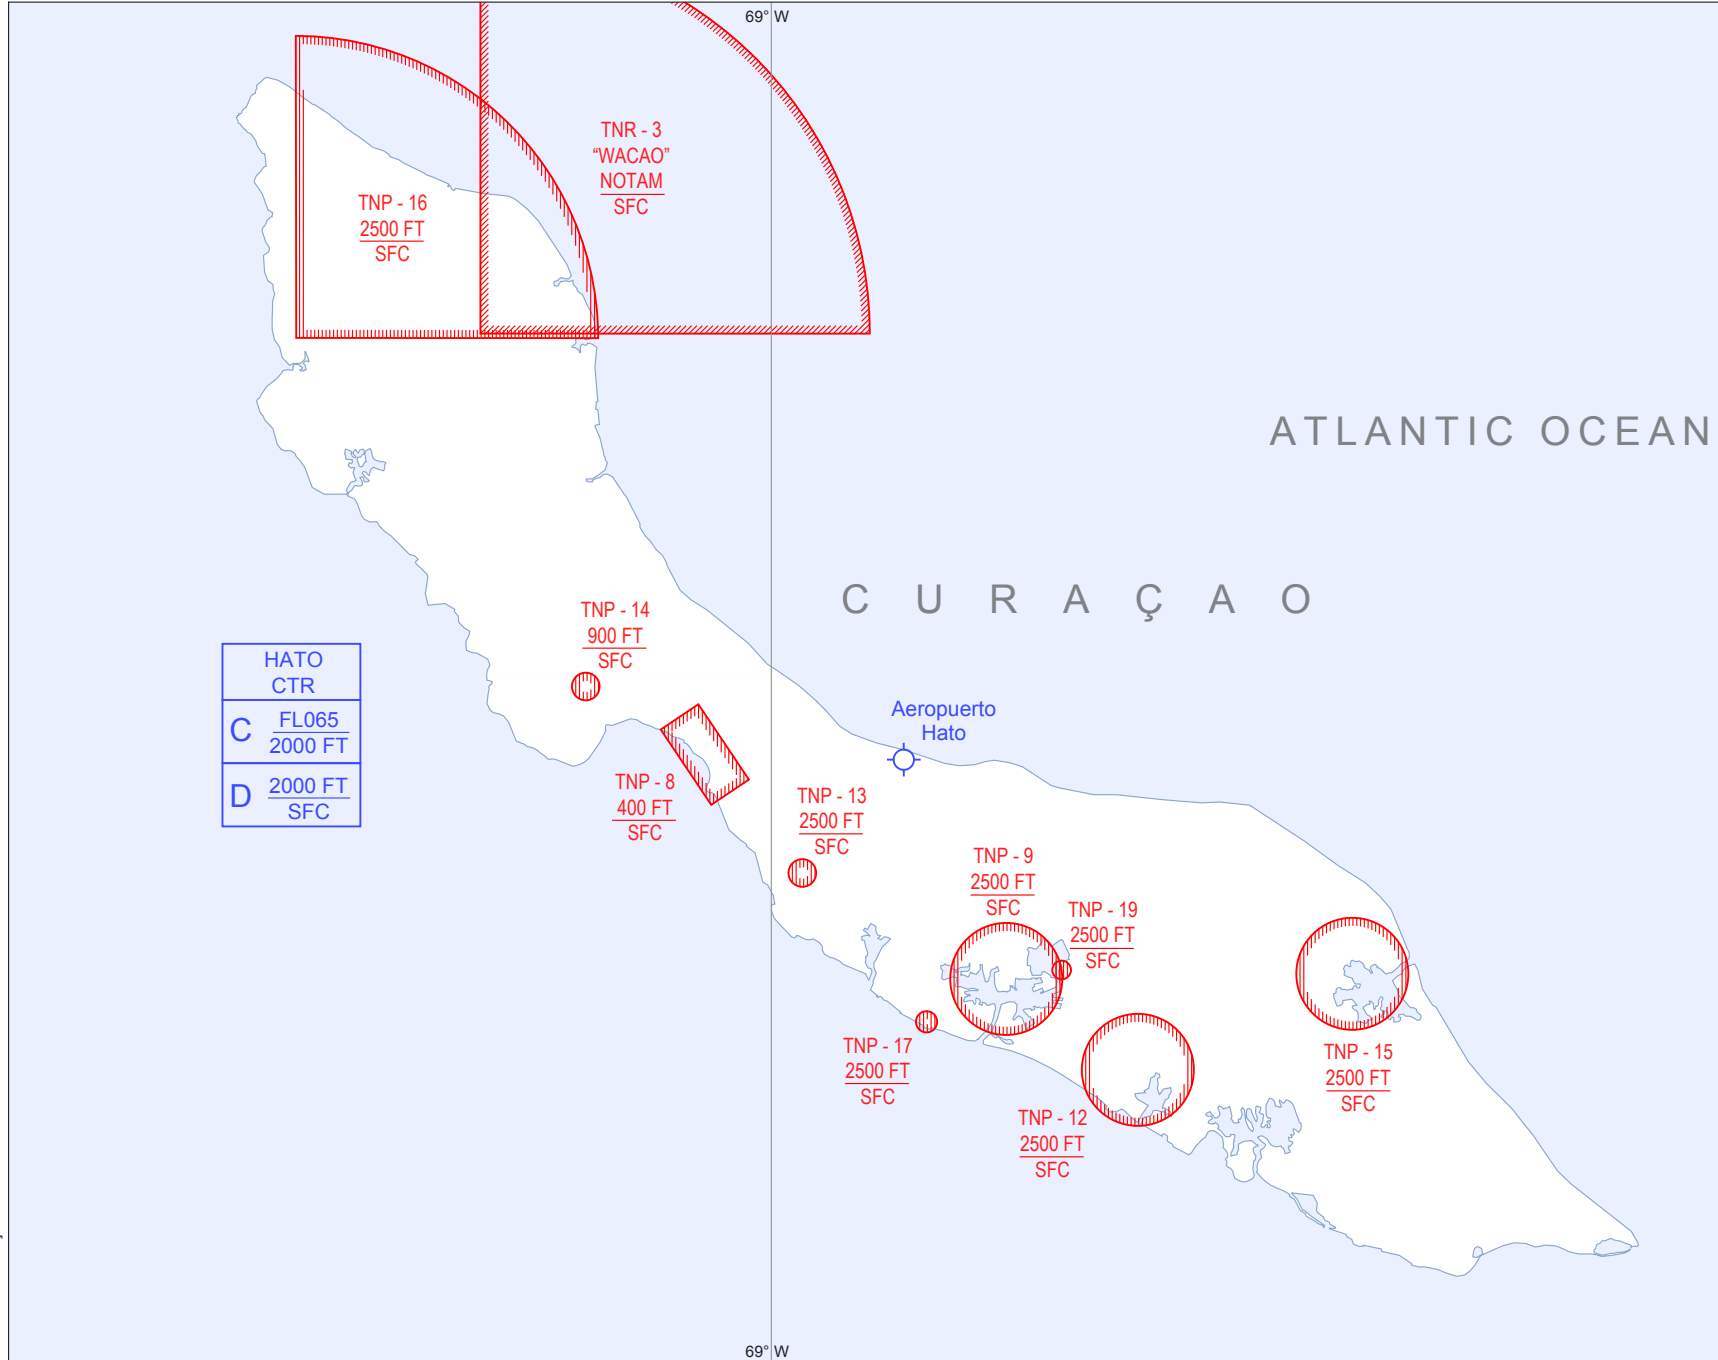 69° W
TNR - 3
“WACAO”
NOTAM
SFC
TNP - 16
2500 FT
SFC
ATLANTIC OCEAN
CURAÇAO
TNP - 14
900 FT
SFC
HATO
CTR
C FL065
2000 FT
D 2000 FT
SFC
Aeropuerto
Hato
TNP - 8
400 FT
SFC
TNP - 13
2500 FT
SFC
TNP - 9
2500 FT
SFC
TNP - 19
2500 FT
SFC
TNP - 17
2500 FT
SFC
TNP - 15
2500 FT
SFC
TNP - 12
2500 FT
SFC
69° W